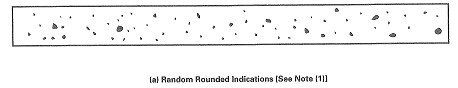 (a) Random Rounded Indications [See Note (1)]